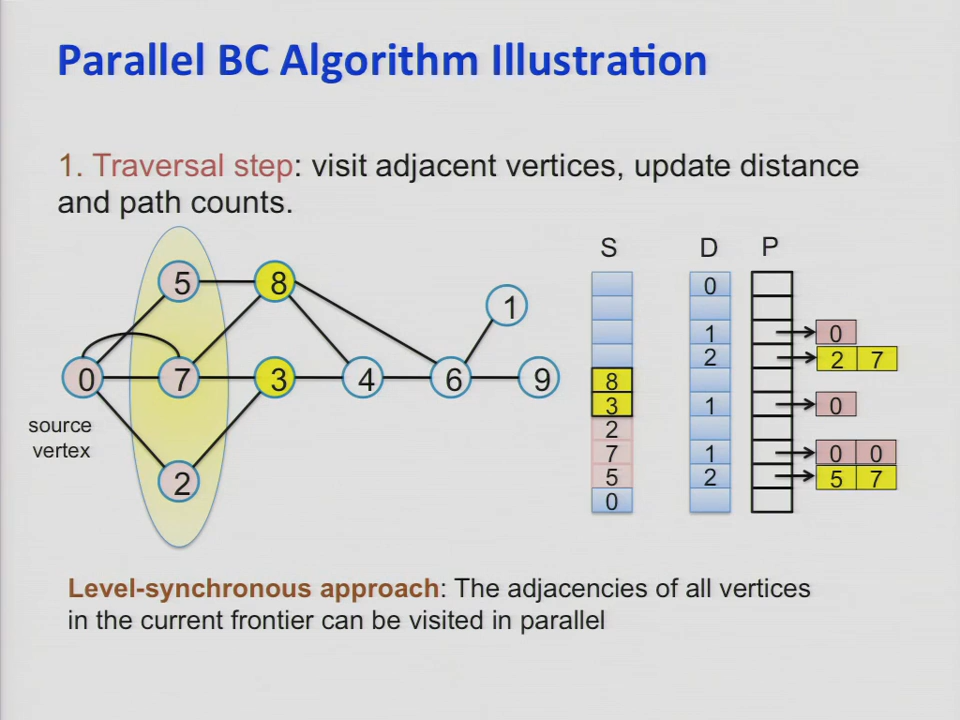 Parallel BC Algorithm Illustration
1. Traversal step: visit adjacent vertices, update distance
and path counts.
S D P
5 8
1
0 7 3 4 6 9
2
source
vertex
0
1 0
2 2 7
8
3 1 0
2
7 1 0 0
5 2 5 7
0
Level-synchronous approach: The adjacencies of all vertices
in the current frontier can be visited in parallel